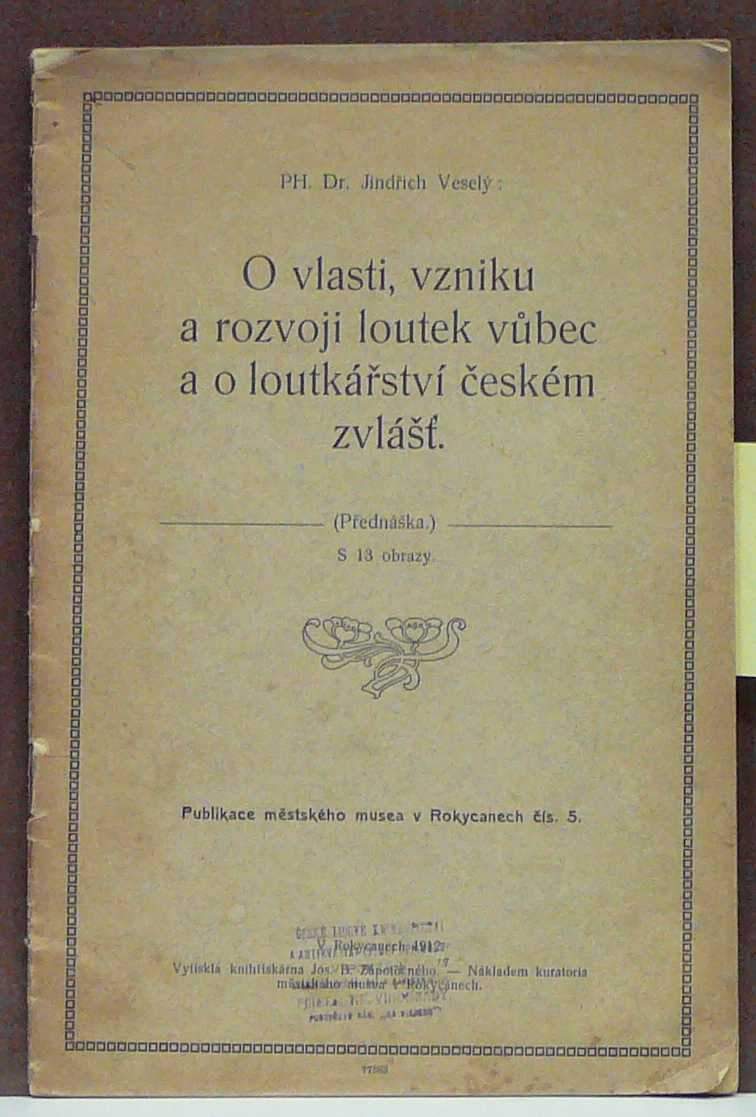 PH. Dr. Jindřich Veselý:
O vlasti, vzniku
a rozvoji loutek vůbec
a o loutkářství českém
zvlášť.
(Přednáška.)
S 13 obrazy.
Publikace městského musea v Rokycanech čís. 5.
V Rokycanech 1912.
Vytiskla knihtiskárna Jos. B. Zápotočného. — Nákladem kuratoria
městského musea v Rokycanech.